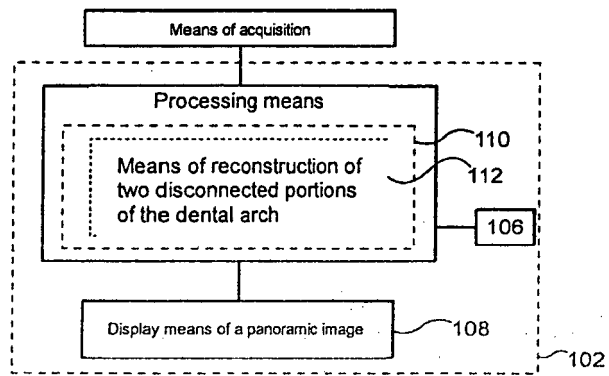 Means of acquisition
Processing means
110
Means of reconstruction of
112
two disconnected portions
of the dental arch
106
Display means of a panoramic image
108
102